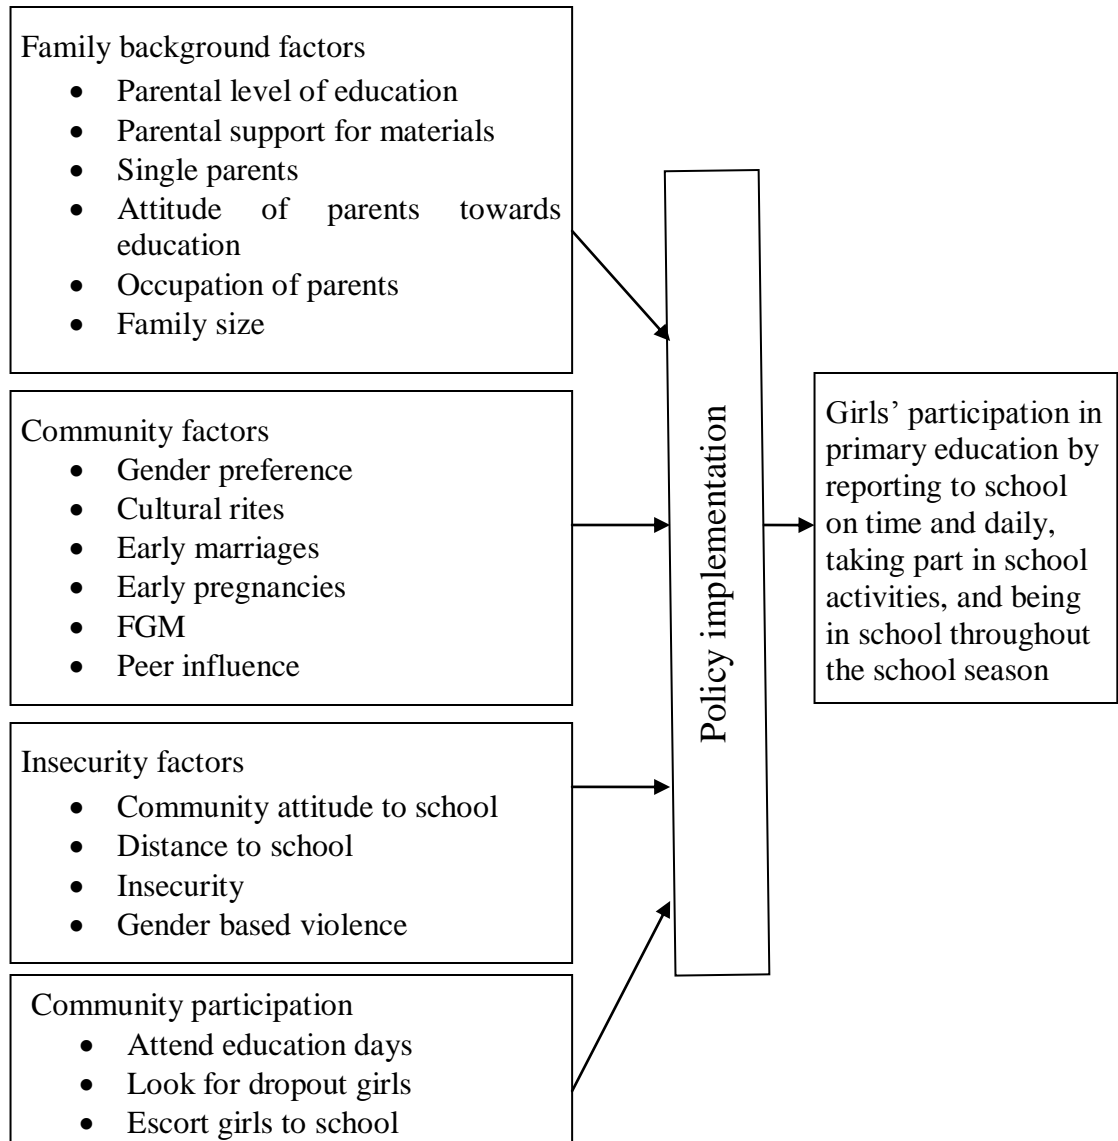 Family background factors
• Parental level of education
• Parental support for materials
• Single parents
• Attitude of parents towards
education
• Occupation of parents
• Family size
Community factors
• Gender preference
• Cultural rites
• Early marriages
• Early pregnancies
• FGM
• Peer influence
Insecurity factors
• Community attitude to school
• Distance to school
• Insecurity
• Gender based violence
Community participation
• Attend education days
• Look for dropout girls
• Escort girls to school
Policy implementation
Girls’ participation in
primary education by
reporting to school
on time and daily,
taking part in school
activities, and being
in school throughout
the school season